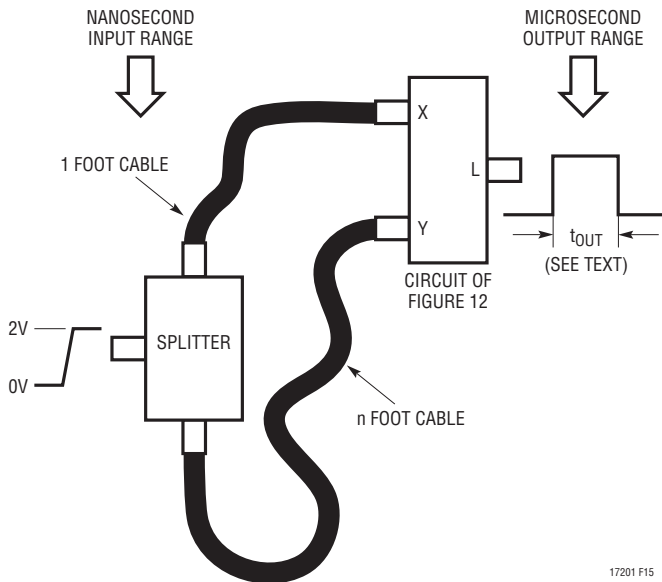 NANOSECOND
INPUT RANGE
MICROSECOND
OUTPUT RANGE
X
1 FOOT CABLE
L
Y
tOUT
(SEE TEXT)
CIRCUIT OF
FIGURE 12
2V
SPLITTER
0V
n FOOT CABLE
17201 F15